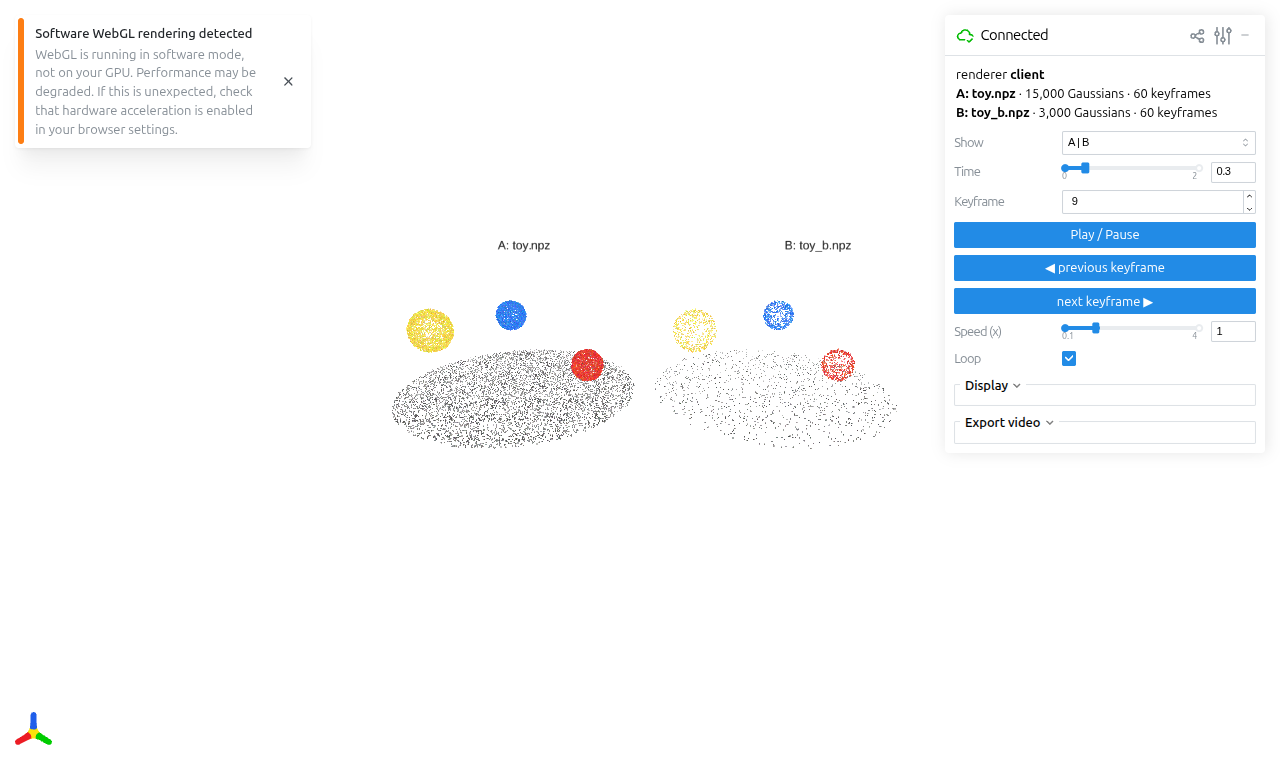 Software WebGL rendering detected
WebGL is running in software mode,
not on your GPU. Performance may be
degraded. If this is unexpected, check
that hardware acceleration is enabled
in your browser settings.
Connected
renderer client
A: toy.npz · 15,000 Gaussians · 60 keyframes
B: toy_b.npz · 3,000 Gaussians · 60 keyframes
Show
A | B
Time
0
2
0.3
Keyframe
9
Play / Pause
◀ previous keyframe
next keyframe ▶
Speed (x)
0.1
4
1
Loop
Display
Export video
A: toy.npz
B: toy_b.npz